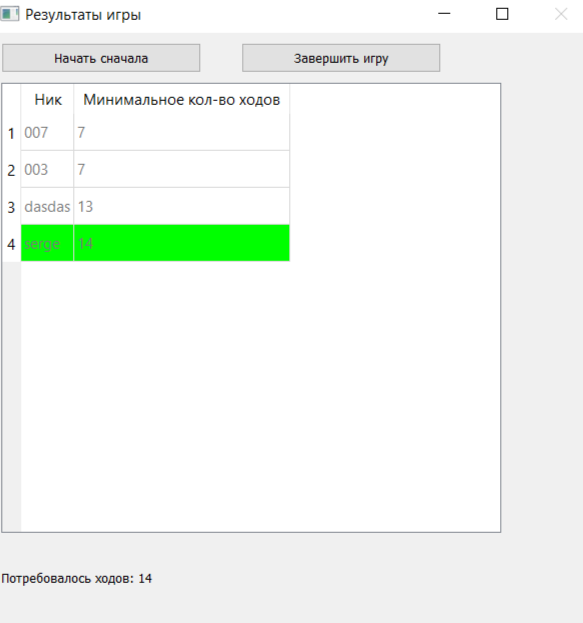 Результаты игры
Начать сначала Завершить игру
Ник Минимальное кол-во ходов
1 007 7
2 003 7
3 dasdas 13
4 serge 14
Потребовалось ходов: 14